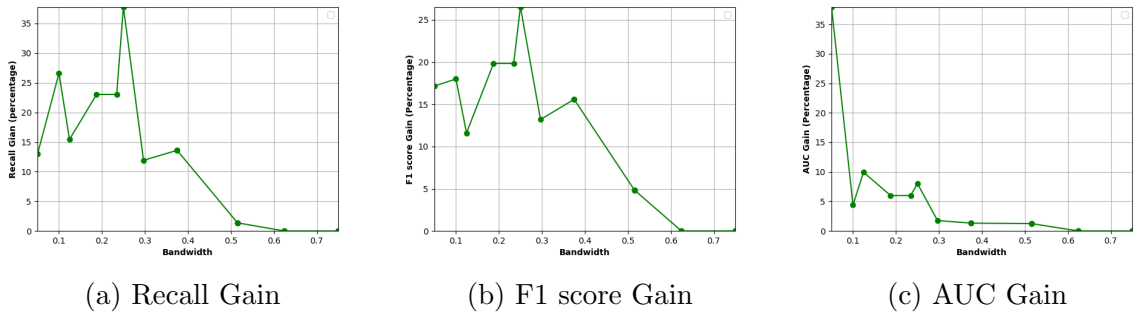 35
30
25
20
15
10
5
0
Recall Gian (percentage)
0.1 0.2 0.3 0.4 0.5 0.6 0.7
Bandwidth
(a) Recall Gain
25
20
15
10
5
0
F1 score Gain (Percentage)
0.1 0.2 0.3 0.4 0.5 0.6 0.7
Bandwidth
(b) F1 score Gain
35
30
25
20
15
10
5
0
AUC Gain (Percentage)
0.1 0.2 0.3 0.4 0.5 0.6 0.7
Bandwidth
(c) AUC Gain